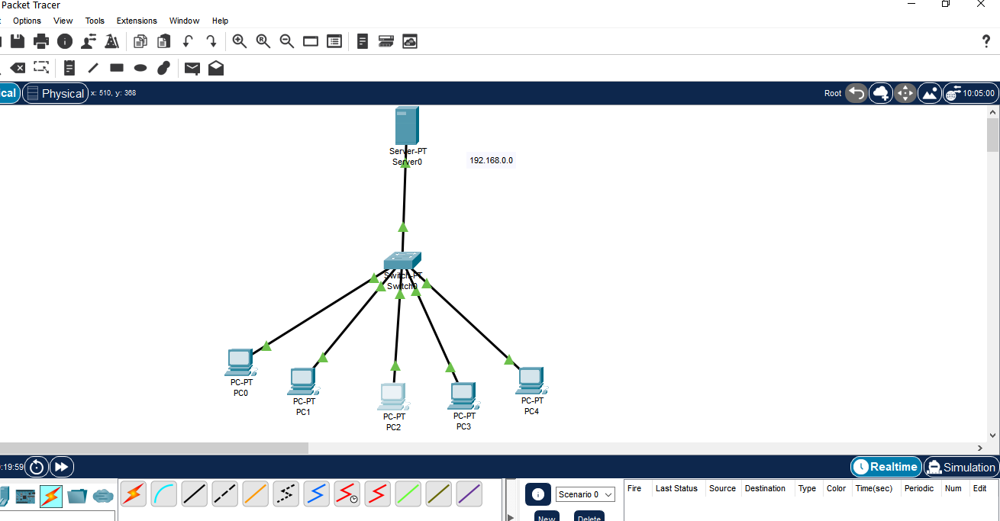 Packet Tracer
Options View Tools Extensions Window Help
?
cal Physical x: 510, y: 368 Root 10:05:00
Server-PT
Server0
192.168.0.0
Switch-PT
Switch0
PC-PT
PC0
PC-PT
PC1
PC-PT
PC2
PC-PT
PC3
PC-PT
PC4
:19:59 Realtime Simulation
Scenario 0
New Delete
Fire Last Status Source Destination Type Color Time(sec) Periodic Num Edit